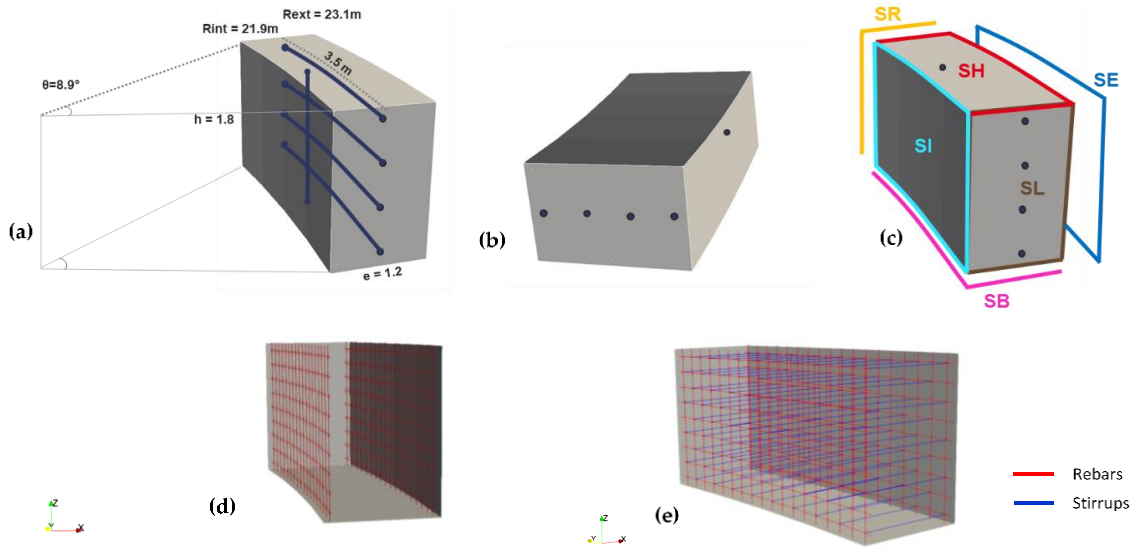 Rext = 23.1m
Rint = 21.9m
3.5 m
θ=8.9°
h = 1.8
e = 1.2
(a)
(b)
SR
SH
SE
SI
SL
SB
(c)
(d)
Z
Y
X
(e)
Z
Y
X
Rebars
Stirrups